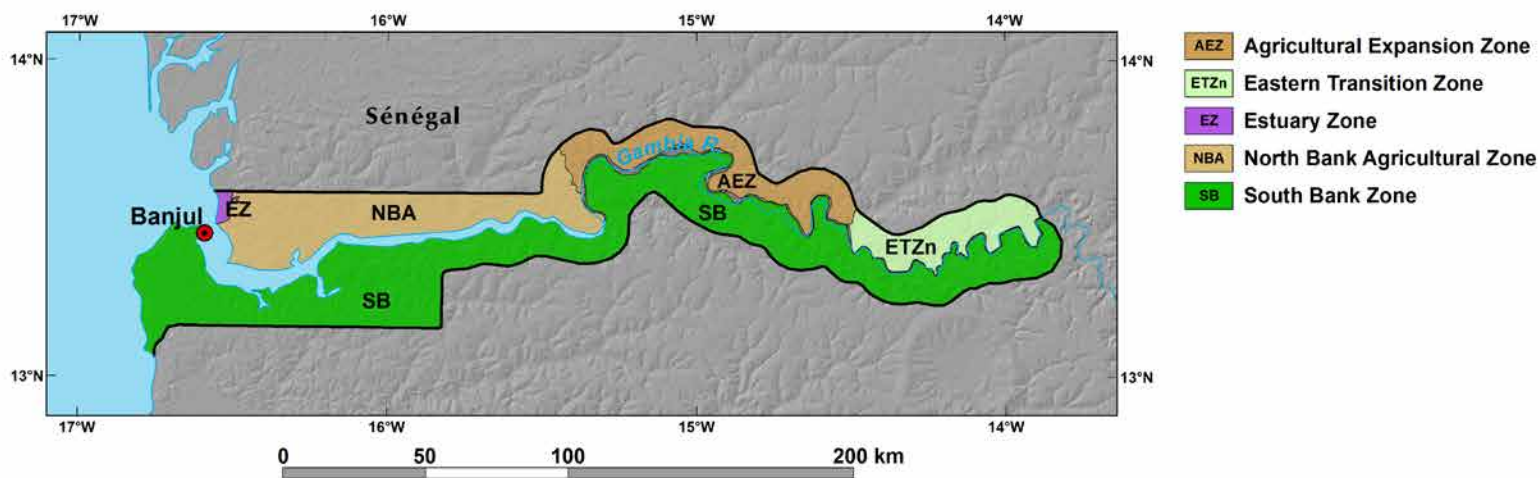 17°W 16°W 15°W 14°W
14°N 14°N
Sénégal
Gambia R.
Banjul
EZ
NBA
AEZ
SB
ETZn
SB
13°N 13°N
17°W 16°W 15°W 14°W
0 50 100 200 km
AEZ Agricultural Expansion Zone
ETZn Eastern Transition Zone
EZ Estuary Zone
NBA North Bank Agricultural Zone
SB South Bank Zone